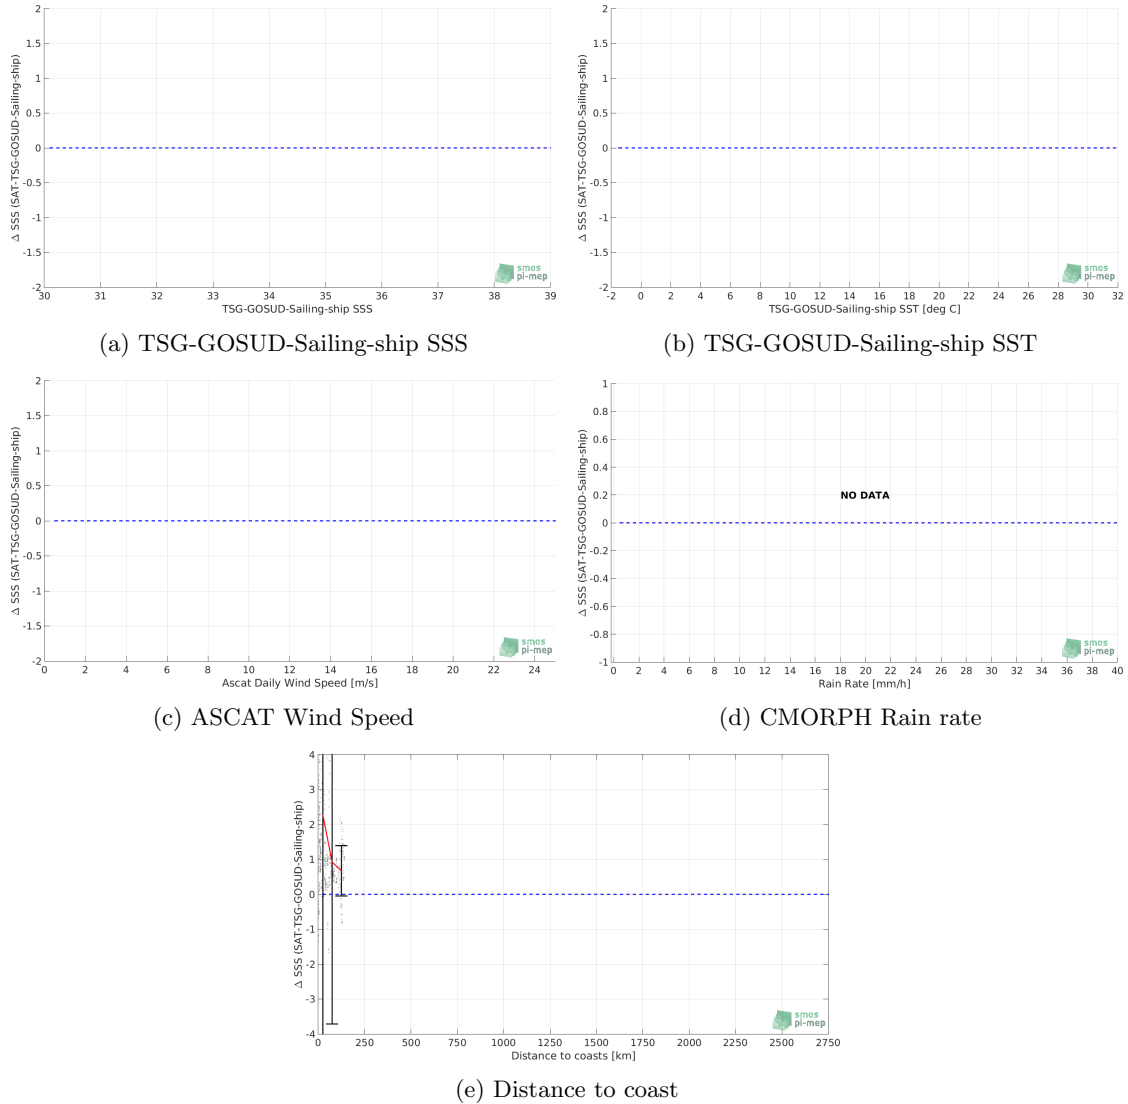 2
1.5
1
0.5
0
-0.5
-1
-1.5
-2
Δ SSS (SAT-TSG-GOSUD-Sailing-ship)
30 31 32 33 34 35 36 37 38 39
TSG-GOSUD-Sailing-ship SSS
smos
pi-mep
(a) TSG-GOSUD-Sailing-ship SSS
2
1.5
1
0.5
0
-0.5
-1
-1.5
-2
Δ SSS (SAT-TSG-GOSUD-Sailing-ship)
-2 0 2 4 6 8 10 12 14 16 18 20 22 24 26 28 30 32
TSG-GOSUD-Sailing-ship SST [deg C]
smos
pi-mep
(b) TSG-GOSUD-Sailing-ship SST
2
1.5
1
0.5
0
-0.5
-1
-1.5
-2
Δ SSS (SAT-TSG-GOSUD-Sailing-ship)
0 2 4 6 8 10 12 14 16 18 20 22 24
Ascat Daily Wind Speed [m/s]
smos
pi-mep
(c) ASCAT Wind Speed
1
0.8
0.6
0.4
0.2
0
-0.2
-0.4
-0.6
-0.8
-1
Δ SSS (SAT-TSG-GOSUD-Sailing-ship)
NO DATA
0 2 4 6 8 10 12 14 16 18 20 22 24 26 28 30 32 34 36 38 40
Rain Rate [mm/h]
smos
pi-mep
(d) CMORPH Rain rate
4
3
2
1
0
-1
-2
-3
-4
Δ SSS (SAT-TSG-GOSUD-Sailing-ship)
0 250 500 750 1000 1250 1500 1750 2000 2250 2500 2750
Distance to coasts [km]
smos
pi-mep
(e) Distance to coast